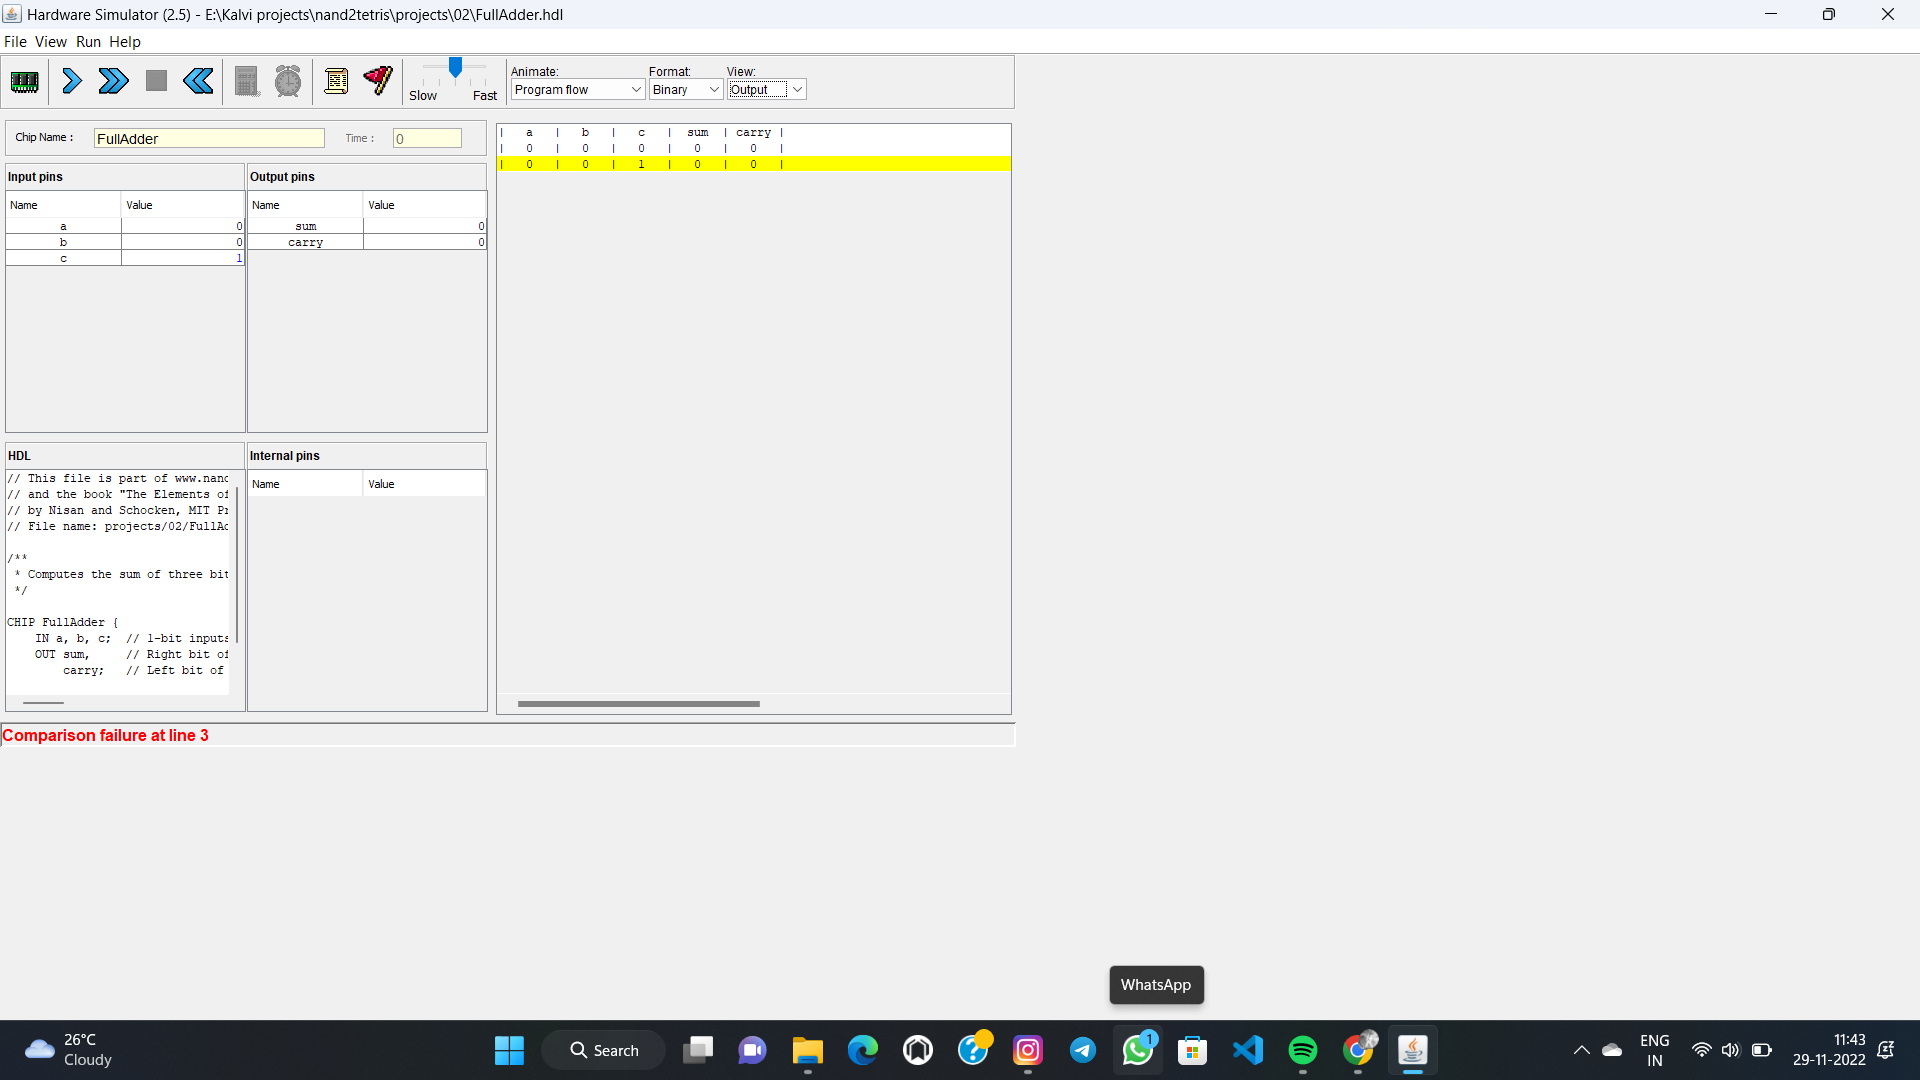 Hardware Simulator (2.5) - E:\Kalvi projects\nand2tetris\projects\02\FullAdder.hdl
File View Run Help
Slow Fast
Animate: Format: View:
Program flow Binary Output
Chip Name : FullAdder Time : 0
Input pins
Name Value
a 0
b 0
c 1
Output pins
Name Value
sum 0
carry 0
| a | b | c | sum | carry |
| 0 | 0 | 0 | 0 | 0 |
| 0 | 0 | 1 | 0 | 0 |
HDL
// This file is part of www.nand
// and the book "The Elements of
// by Nisan and Schocken, MIT Pr
// File name: projects/02/FullAd
/**
* Computes the sum of three bit
*/
CHIP FullAdder {
IN a, b, c; // 1-bit inputs
OUT sum, // Right bit of
carry; // Left bit of
Internal pins
Name Value
Comparison failure at line 3
WhatsApp
26°C
Cloudy
Search
1
ENG
IN
11:43
29-11-2022